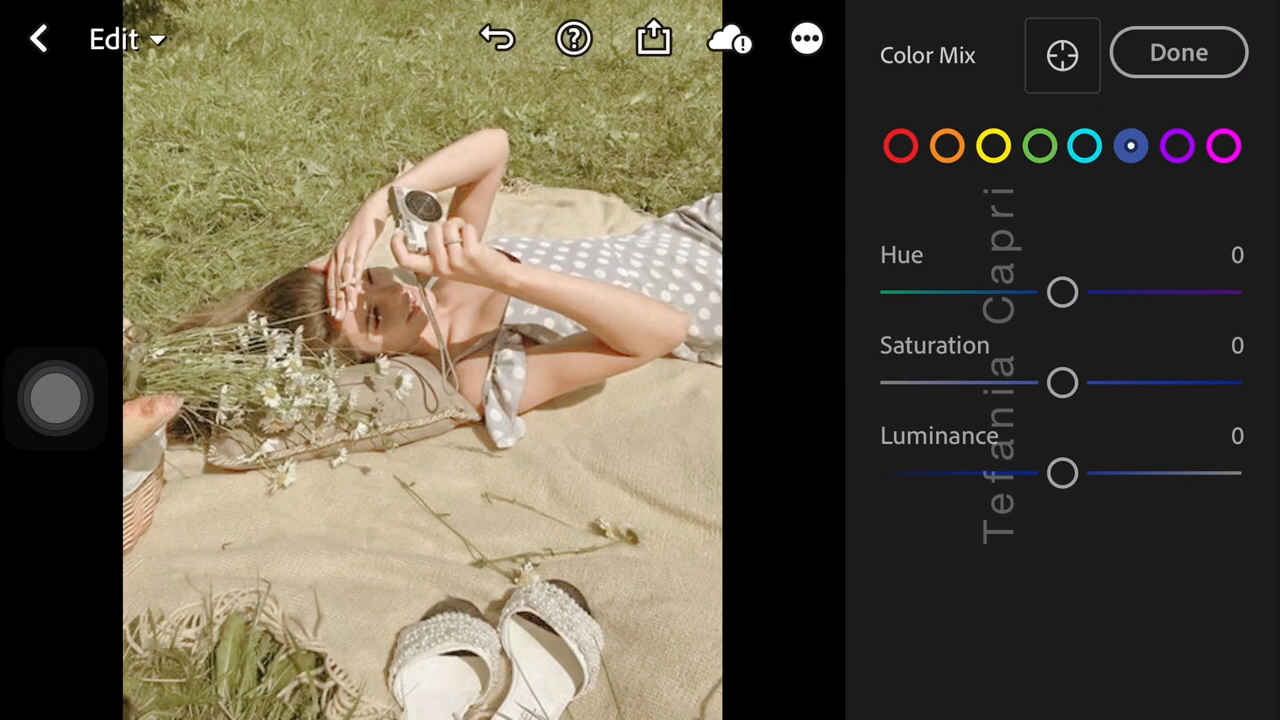 Edit
Color Mix
Done
Hue
0
Saturation
0
Luminance
0
Tefania Capri